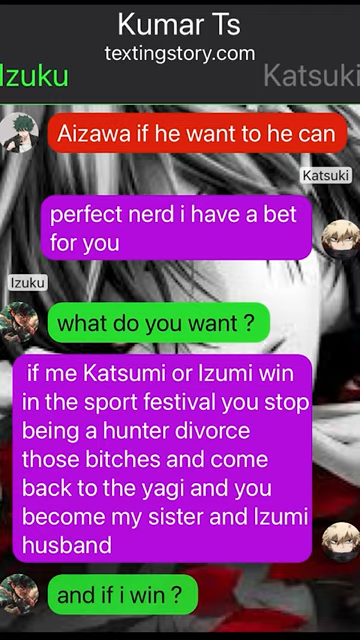 Kumar Ts
textingstory.com
Izuku Katsuki
Aizawa if he want to he can
Katsuki
perfect nerd i have a bet
for you
Izuku
what do you want ?
if me Katsumi or Izumi win
in the sport festival you stop
being a hunter divorce
those bitches and come
back to the yagi and you
become my sister and Izumi
husband
and if i win ?